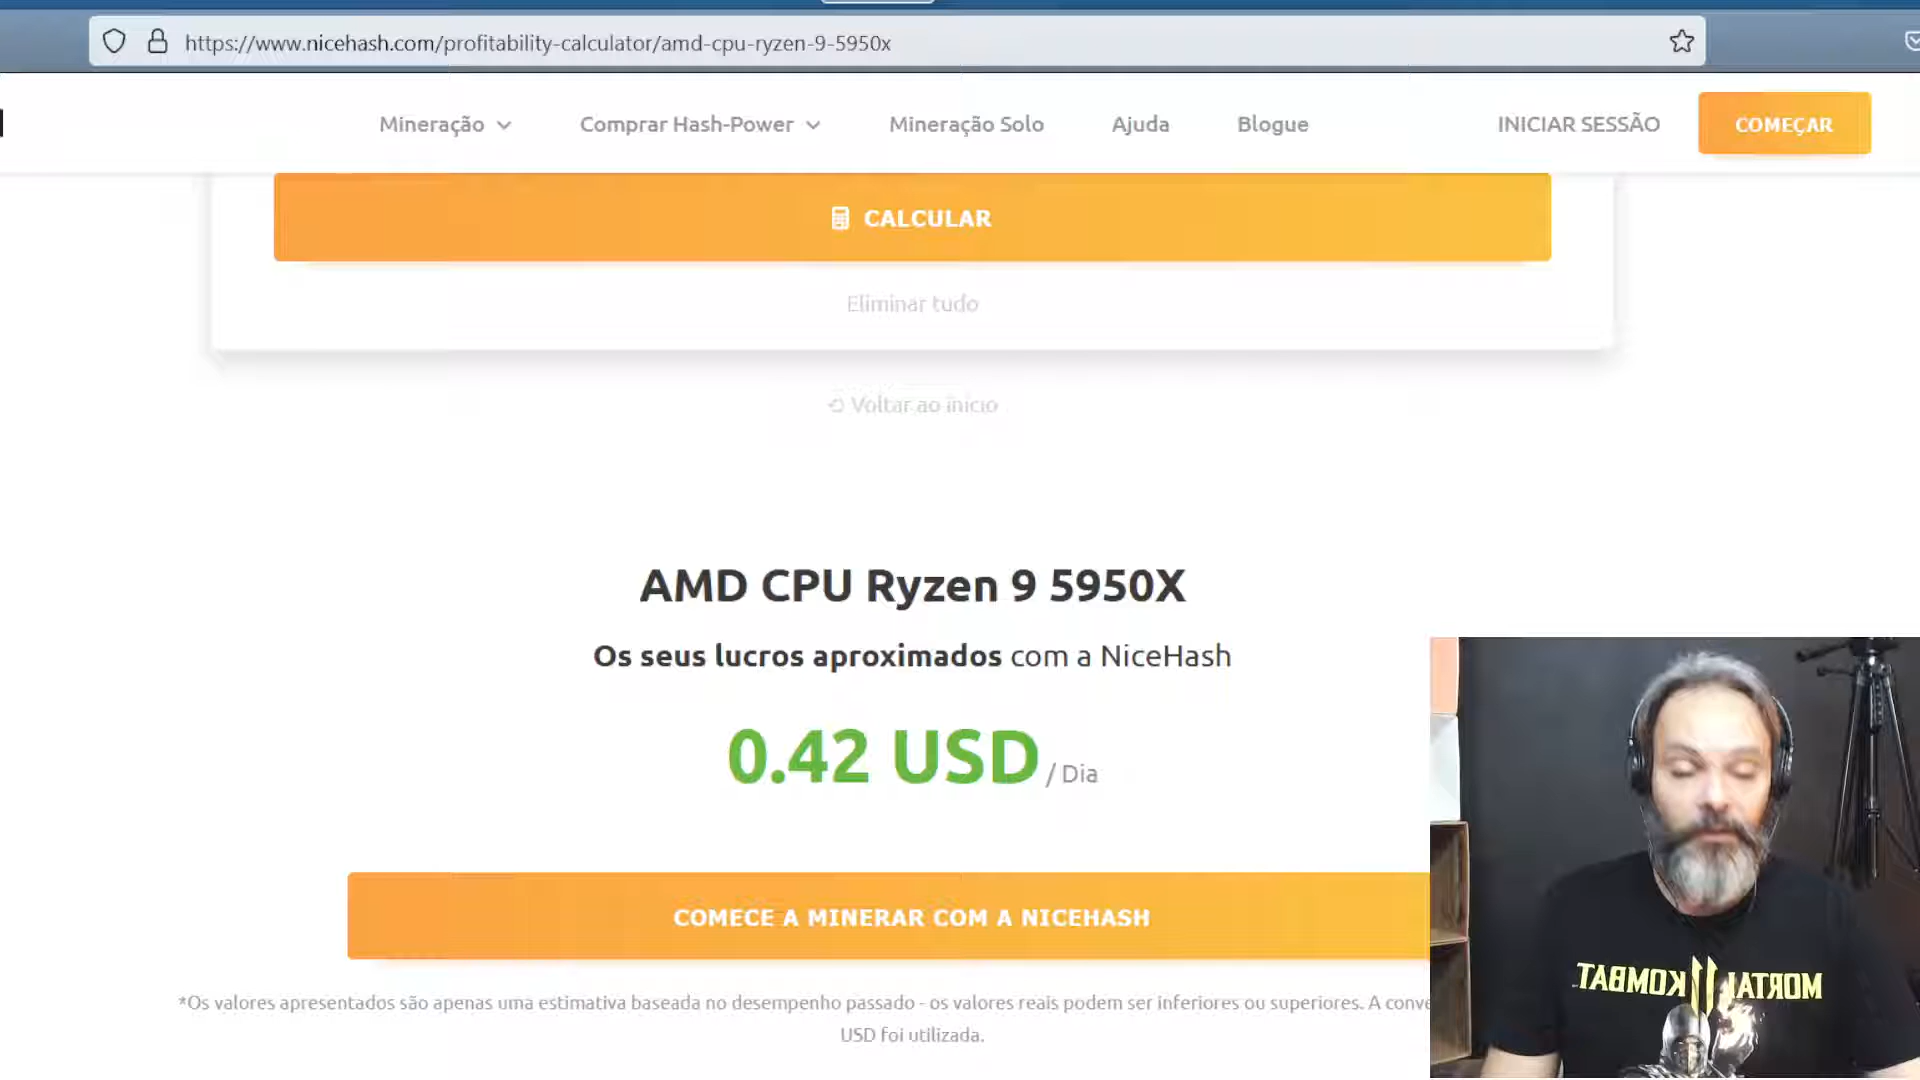 https://www.nicehash.com/profitability-calculator/amd-cpu-ryzen-9-5950x
Mineração Comprar Hash-Power Mineração Solo Ajuda Blogue INICIAR SESSÃO COMEÇAR
CALCULAR
Eliminar tudo
Voltar ao início
AMD CPU Ryzen 9 5950X
Os seus lucros aproximados com a NiceHash
0.42 USD / Dia
COMECE A MINERAR COM A NICEHASH
*Os valores apresentados são apenas uma estimativa baseada no desempenho passado - os valores reais podem ser inferiores ou superiores. A
USD foi utilizada.
MORTAL KOMBAT 11